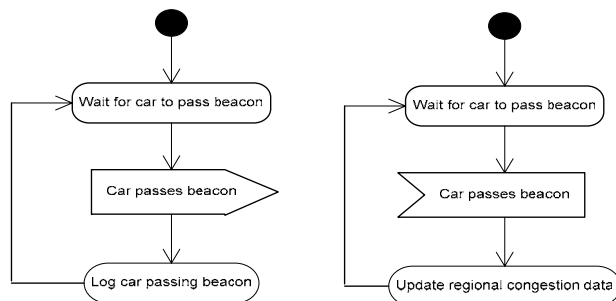 Wait for car to pass beacon
Car passes beacon
Log car passing beacon
Wait for car to pass beacon
Car passes beacon
Update regional congestion data